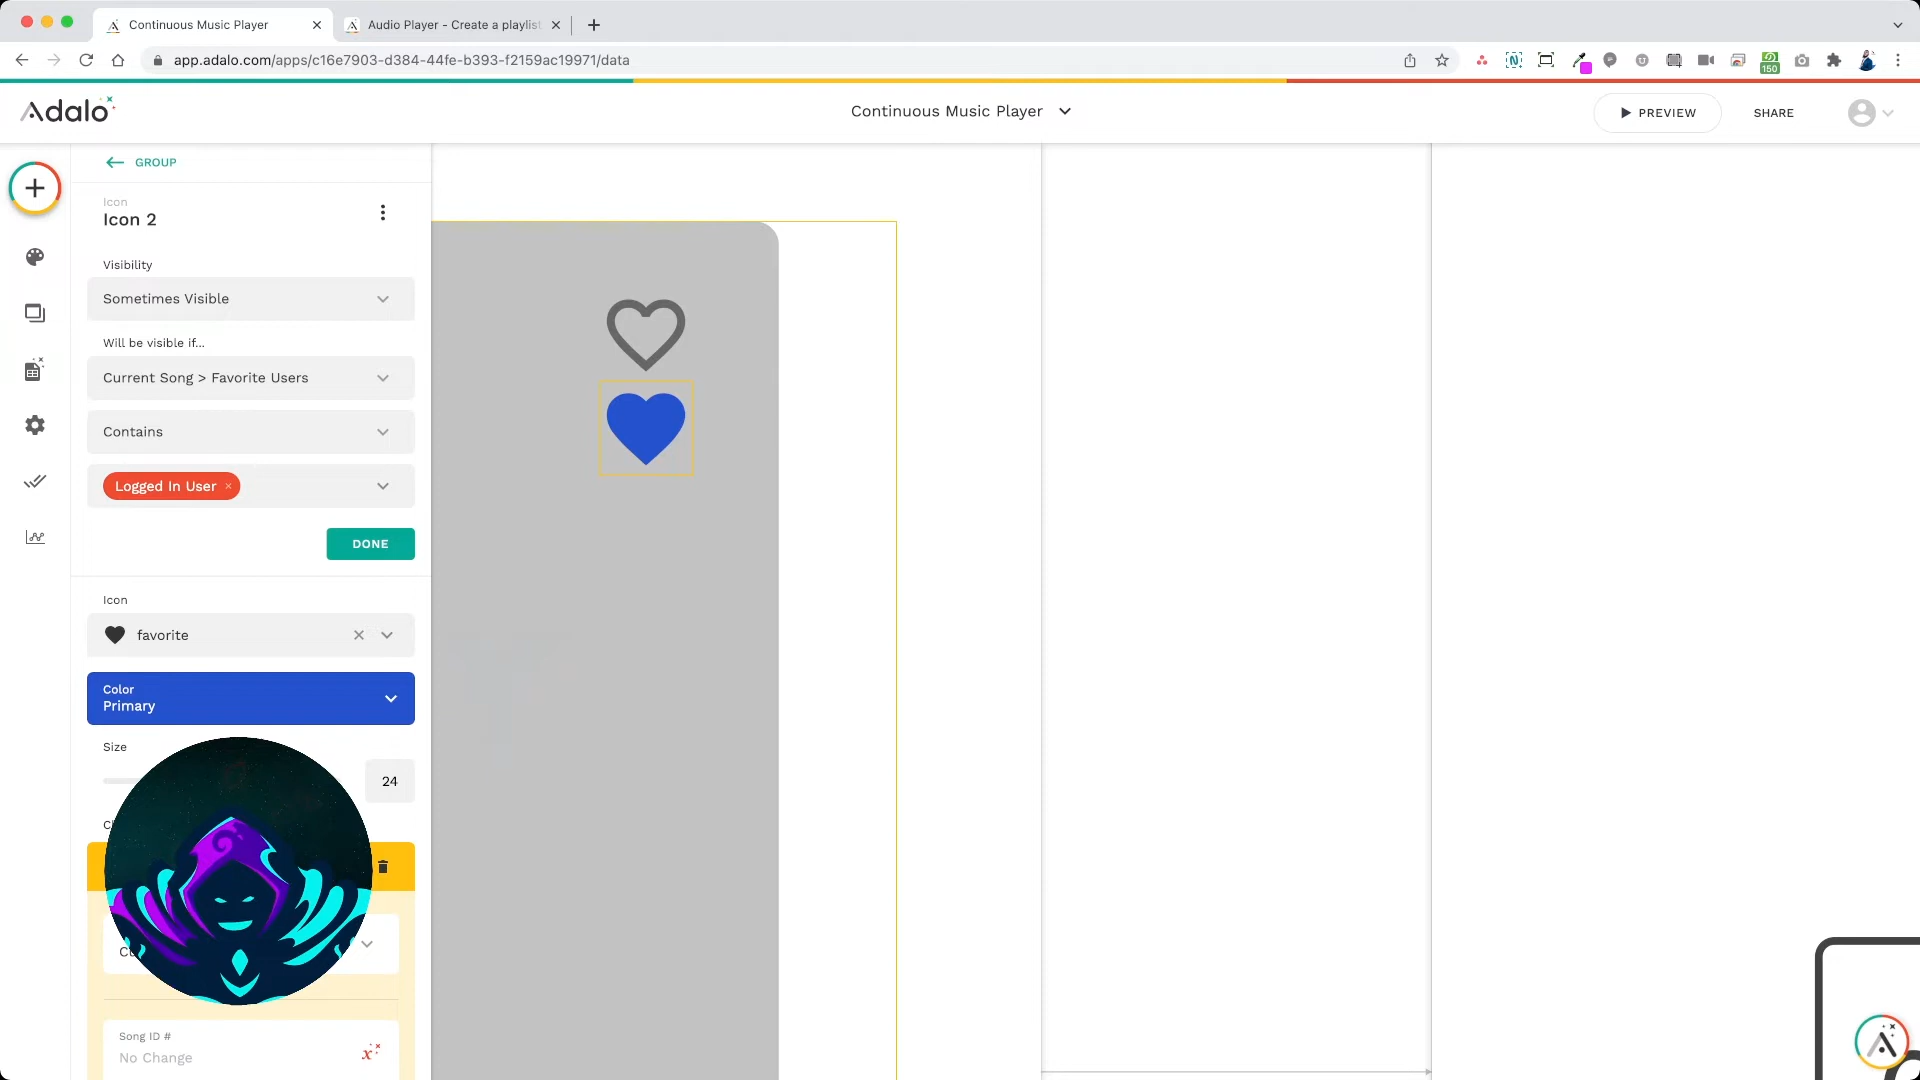 Continuous Music Player
Audio Player - Create a playlist
app.adalo.com/apps/c16e7903-d384-44fe-b393-f2159ac19971/data
150
Adalo
Continuous Music Player
PREVIEW
SHARE
GROUP
Icon
Icon 2
Visibility
Sometimes Visible
Will be visible if...
Current Song > Favorite Users
Contains
Logged In User ×
DONE
Icon
favorite
Color
Primary
Size
24
Song ID #
No Change